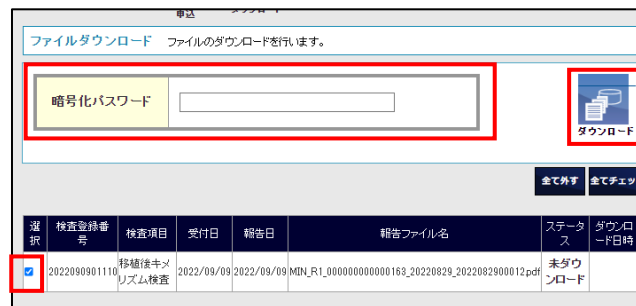 申込
ファイルダウンロード ファイルのダウンロードを行います。
暗号化パスワード
ダウンロード
全て外す 全てチェッ
選択 検査登録番号 検査項目 受付日 報告日 報告ファイル名 ステータス ダウンロード日時
2022090901110 移植後キメリズム検査 2022/09/09 2022/09/09 MIN_R1_000000000000163_20220829_2022082900012.pdf 未ダウンロード